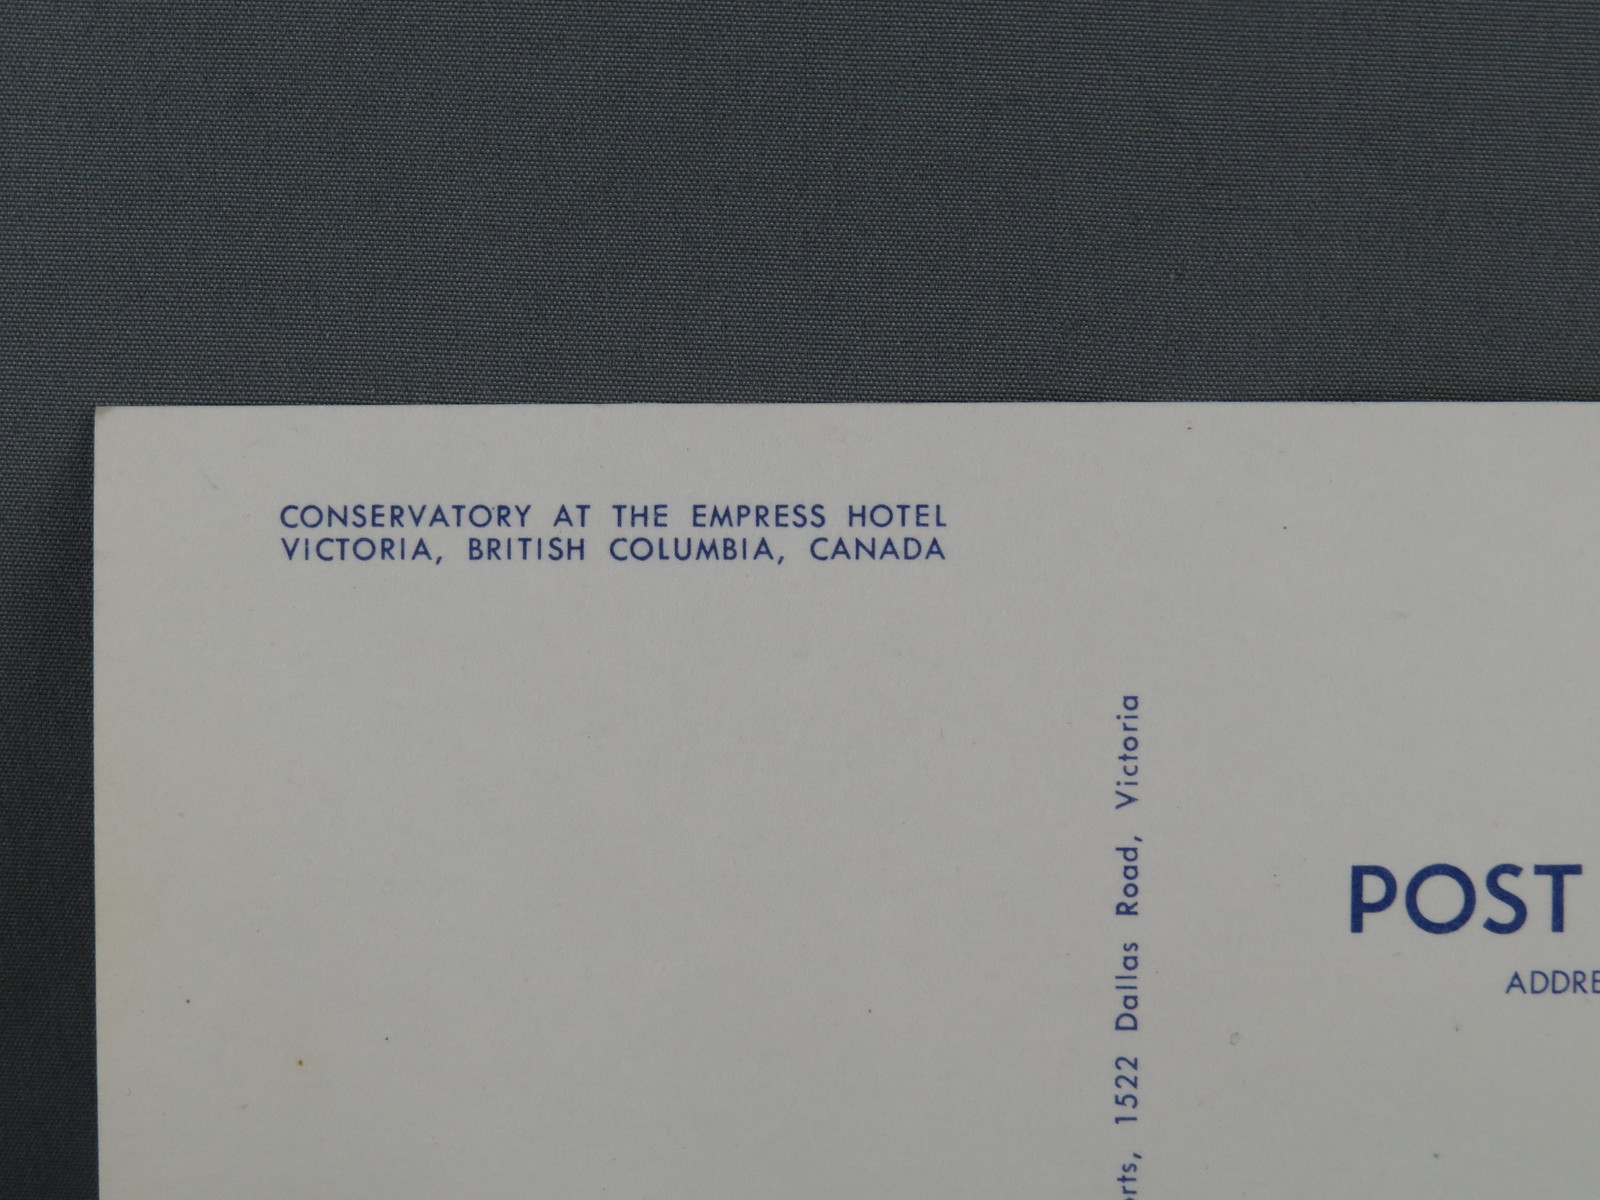 CONSERVATORY AT THE EMPRESS HOTEL
VICTORIA, BRITISH COLUMBIA, CANADA
1522 Dallas Road, Victoria
POST